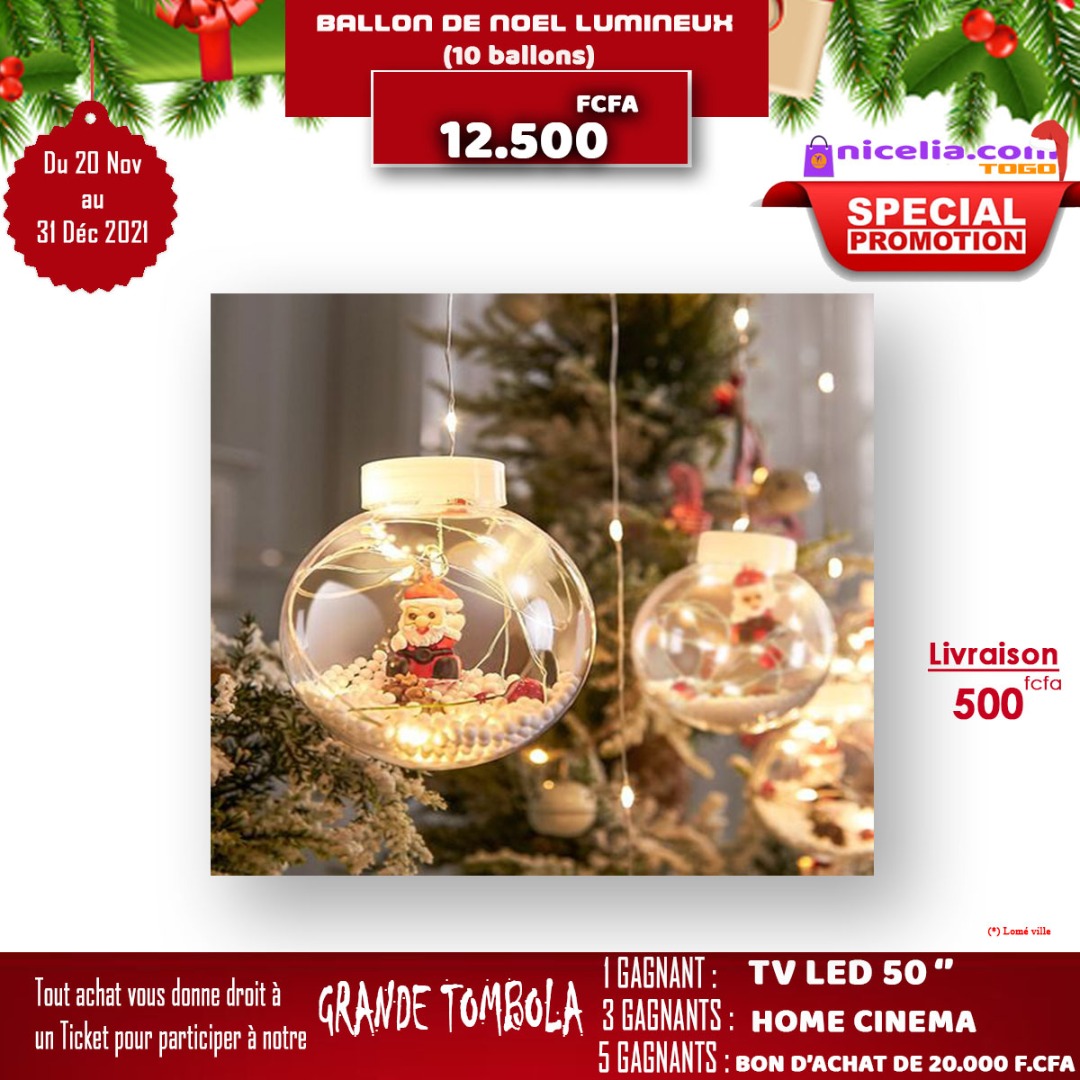 BALLON DE NOEL LUMINEUX
(10 ballons)
FCFA
12.500
Du 20 Nov
au
31 Déc 2021
nicelia.com
TOGO
SPECIAL
PROMOTION
Livraison
fcfa
500
(*) Lomé ville
Tout achat vous donne droit à
un Ticket pour participer à notre
GRANDE TOMBOLA
1 GAGNANT : TV LED 50 "
3 GAGNANTS : HOME CINEMA
5 GAGNANTS : BON D'ACHAT DE 20.000 F.CFA